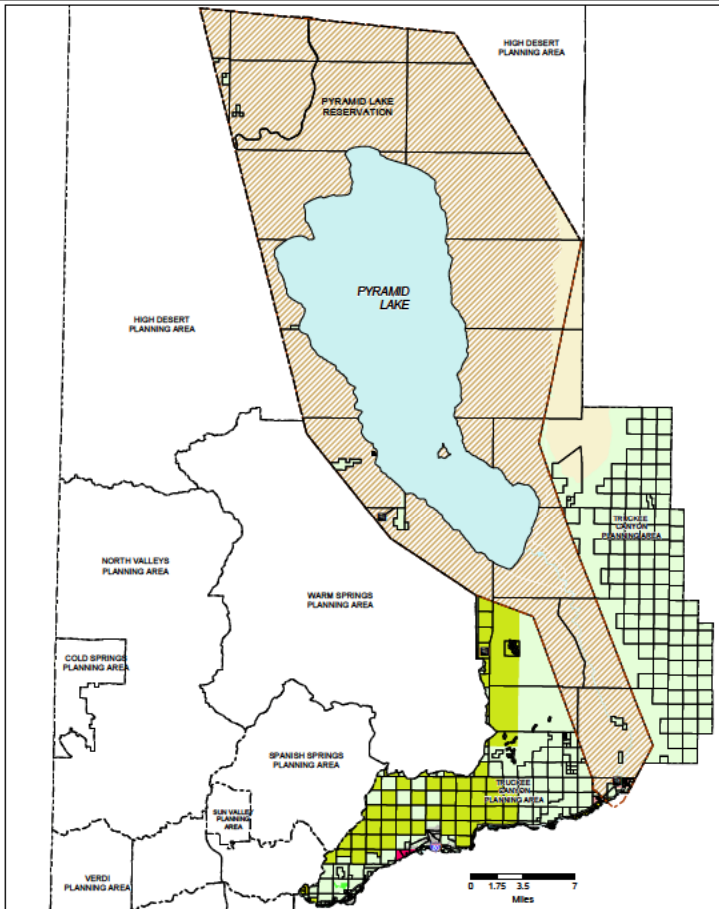 HIGH DESERT
PLANNING AREA
PYRAMID LAKE
RESERVATION
PYRAMID
LAKE
HIGH DESERT
PLANNING AREA
TRUCKEE
CANYON
PLANNING AREA
NORTH VALLEYS
PLANNING AREA
WARM SPRINGS
PLANNING AREA
COLD SPRINGS
PLANNING AREA
SPANISH SPRINGS
PLANNING AREA
TRUCKEE
CANYON
PLANNING AREA
SUN VALLEY
PLANNING
AREA
VERDI
PLANNING AREA
0 1.75 3.5 7
Miles